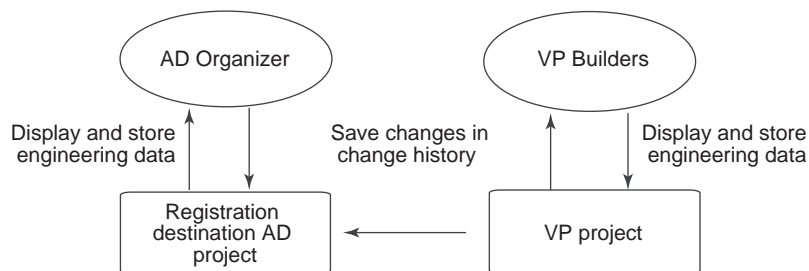 AD Organizer
VP Builders
Display and store
engineering data
Save changes in
change history
Display and store
engineering data
Registration
destination AD
project
VP project